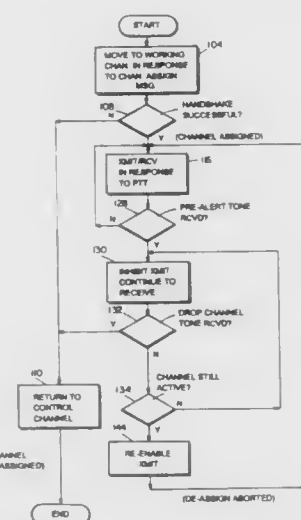 START
104
MOVE TO WORKING
CHAN. IN RESPONSE
TO CHAN. ASSIGN
MSG
108
HANDSHAKE
SUCCESSFUL?
N
Y
(CHANNEL ASSIGNED)
XMIT/RCV
IN RESPONSE
TO PTT
128
PRE-ALERT TONE
RCVD?
N
Y
130
INHIBIT XMIT
CONTINUE TO
RECEIVE
132
DROP CHANNEL
TONE RCVD?
Y
N
110
RETURN TO
CONTROL
CHANNEL
134
CHANNEL STILL
ACTIVE?
N
Y
144
RE-ENABLE
XMIT
ANNEL
ASSIGNED)
(DE-ASSIGN ABORTED)
END